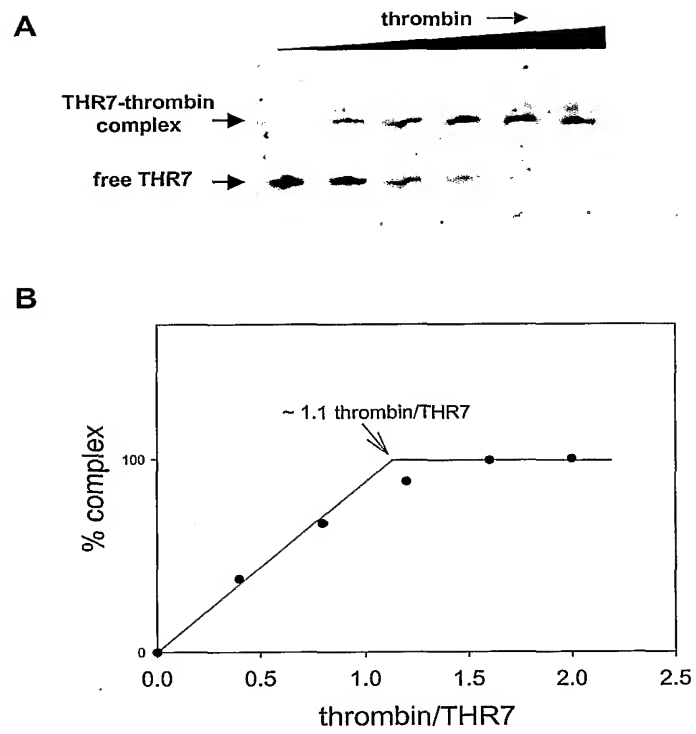 A
thrombin
THR7-thrombin
complex
free THR7
B
~ 1.1 thrombin/THR7
100
% complex
0
0.0 0.5 1.0 1.5 2.0 2.5
thrombin/THR7